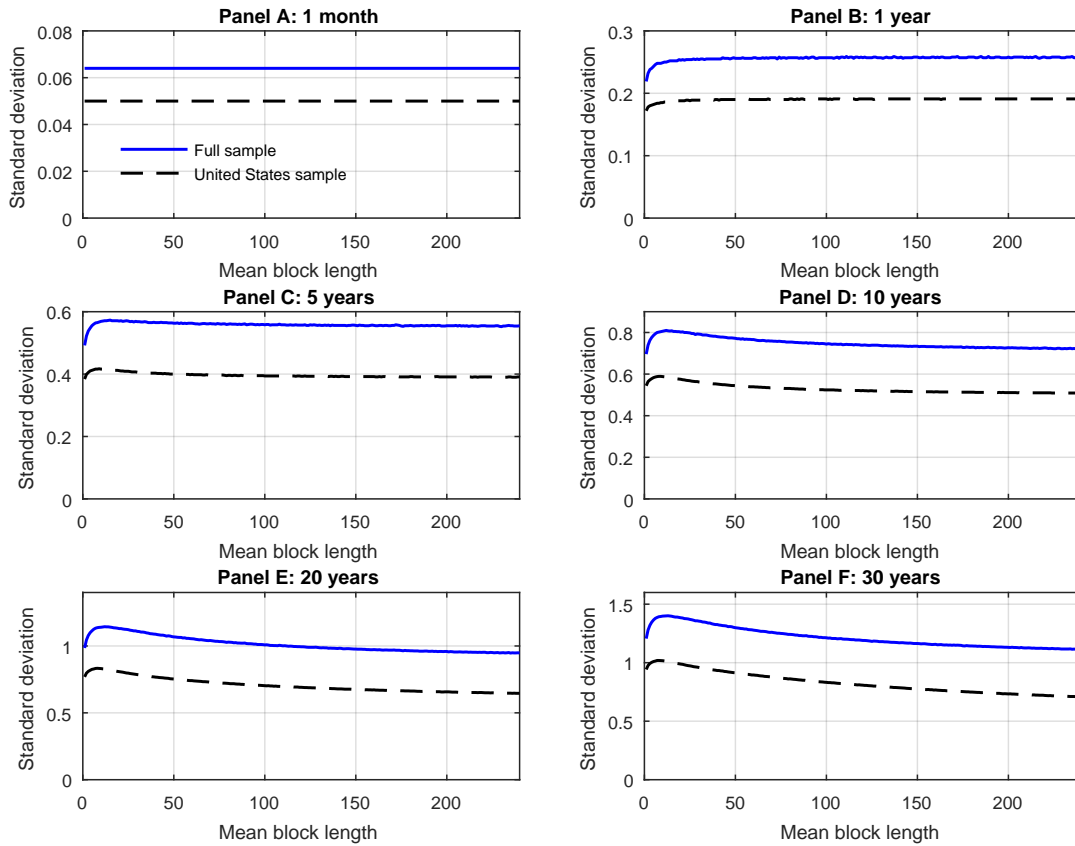 Panel A: 1 month
Standard deviation
0.08
0.06
0.04
0.02
0
Full sample
United States sample
0 50 100 150 200
Mean block length
Panel B: 1 year
Standard deviation
0.3
0.2
0.1
0
0 50 100 150 200
Mean block length
Panel C: 5 years
Standard deviation
0.6
0.4
0.2
0
0 50 100 150 200
Mean block length
Panel D: 10 years
Standard deviation
0.8
0.6
0.4
0.2
0
0 50 100 150 200
Mean block length
Panel E: 20 years
Standard deviation
1
0.5
0
0 50 100 150 200
Mean block length
Panel F: 30 years
Standard deviation
1.5
1
0.5
0
0 50 100 150 200
Mean block length